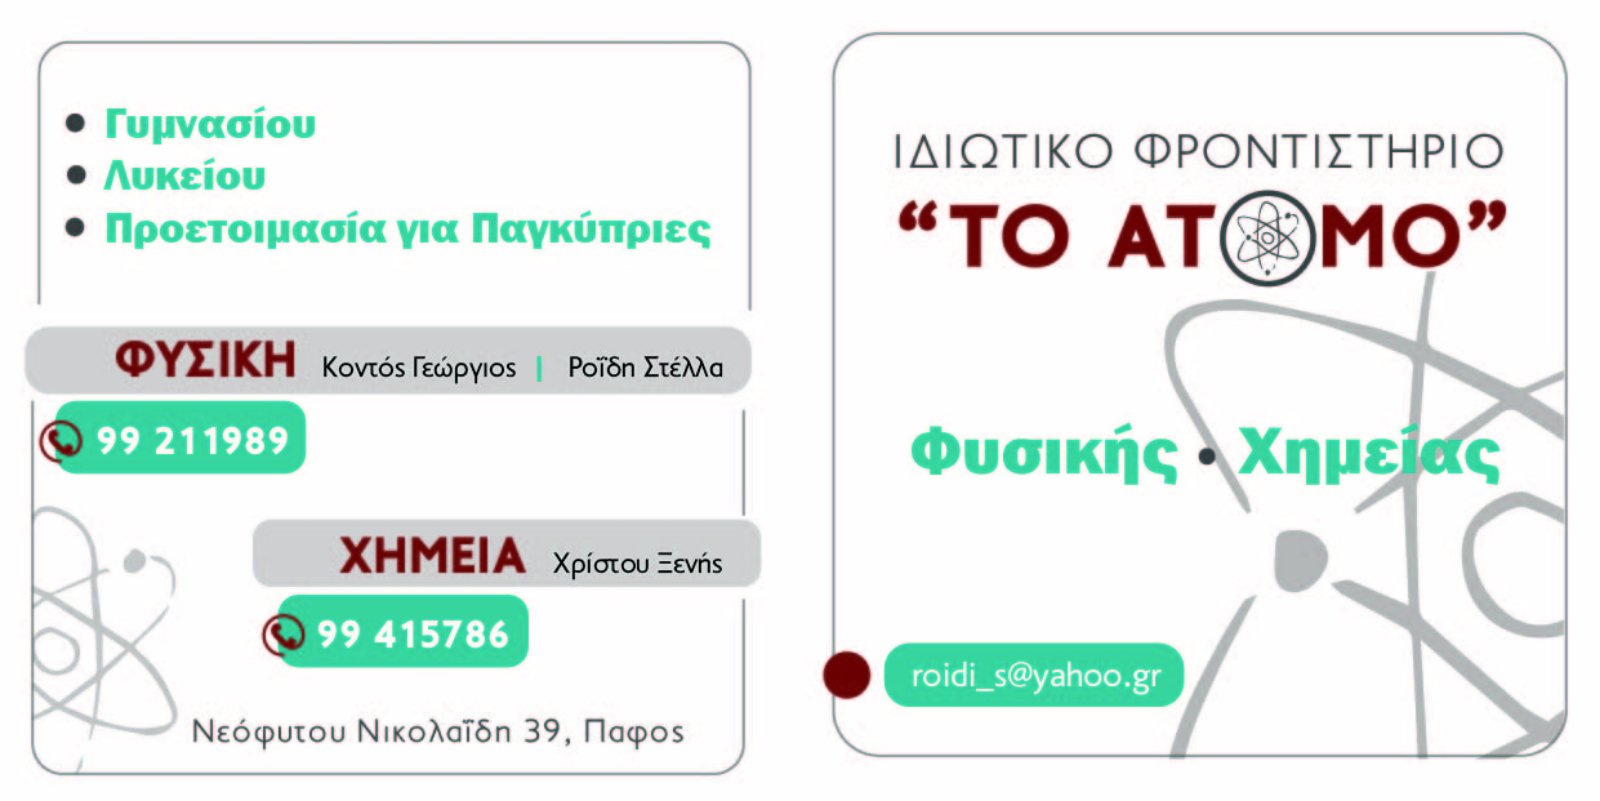 • Γυμνασίου
• Λυκείου
• Προετοιμασία για Παγκύπριες
ΦΥΣΙΚΗ Κοντός Γεώργιος | Ροΐδη Στέλλα
99 211989
ΧΗΜΕΙΑ Χρίστου Ξενής
99 415786
Νεόφυτου Νικολαΐδη 39, Παφος
ΙΔΙΩΤΙΚΟ ΦΡΟΝΤΙΣΤΗΡΙΟ
“ΤΟ ΑΤΟΜΟ”
Φυσικής • Χημείας
roidi_s@yahoo.gr